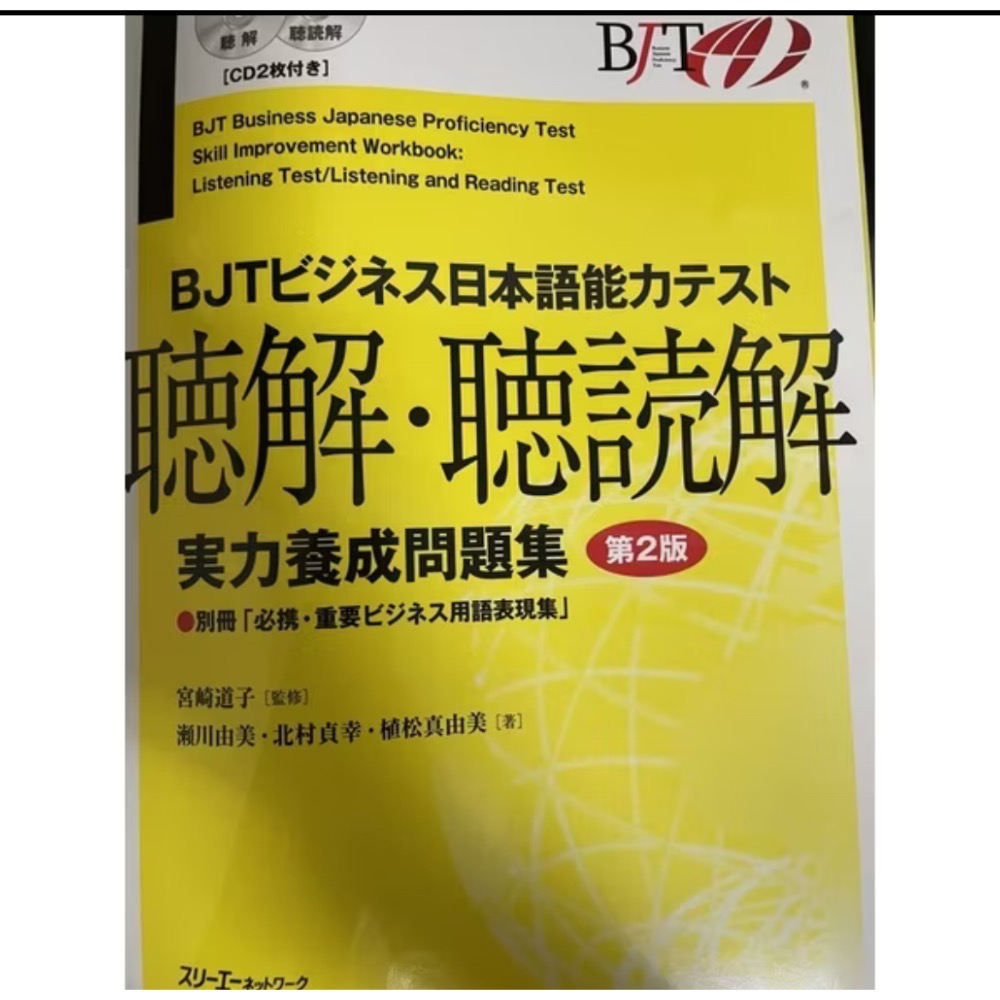 聴解 聴読解
[CD2枚付き]
BJT
®
BJT Business Japanese Proficiency Test
Skill Improvement Workbook:
Listening Test/Listening and Reading Test
BJTビジネス日本語能力テスト
聴解・聴読解
実力養成問題集 第2版
●別冊「必携・重要ビジネス用語表現集」
宮崎道子[監修]
瀬川由美・北村貞幸・植松真由美[著]
スリーエーネットワーク